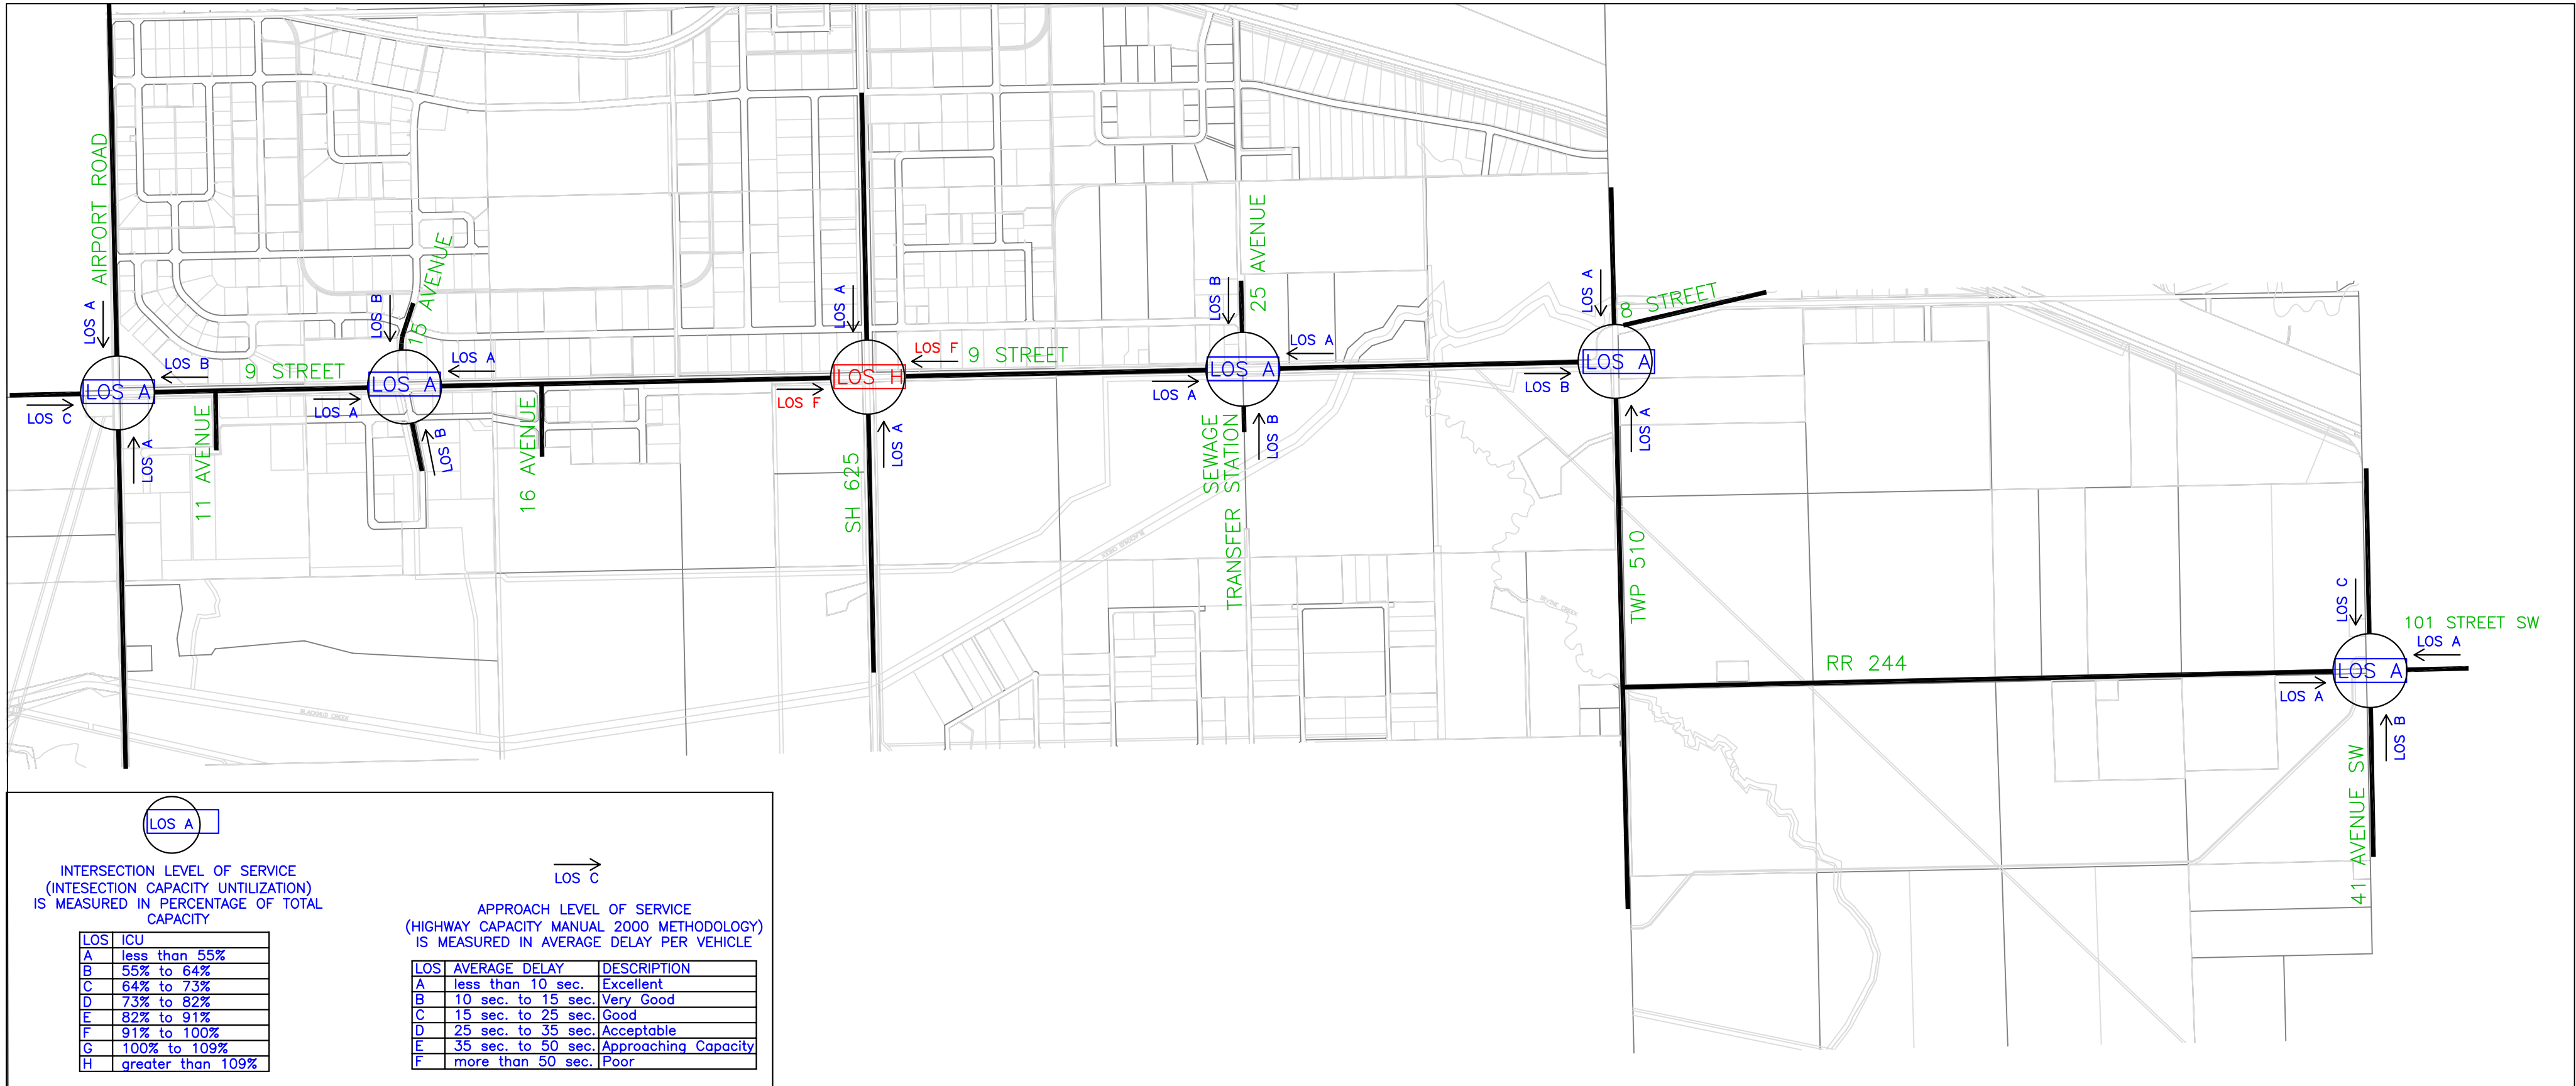 AIRPORT ROAD
LOS A
LOS B
9 STREET
LOS A
LOS C
LOS A
11 AVENUE
15 AVENUE
LOS B
LOS A
LOS A
LOS A
LOS B
16 AVENUE
LOS A
LOS F
9 STREET
LOS H
LOS F
LOS A
SH 625
25 AVENUE
LOS B
LOS A
LOS A
LOS A
LOS B
SEWAGE
TRANSFER STATION
LOS A
8 STREET
LOS A
LOS B
LOS A
TWP 510
BLACKMUD CREEK
BLACKMUD CREEK
IRVINE CREEK
RR 244
LOS C
101 STREET SW
LOS A
LOS A
LOS A
LOS B
41 AVENUE SW
LOS A
INTERSECTION LEVEL OF SERVICE
(INTESECTION CAPACITY UNTILIZATION)
IS MEASURED IN PERCENTAGE OF TOTAL
CAPACITY
LOS ICU
A less than 55%
B 55% to 64%
C 64% to 73%
D 73% to 82%
E 82% to 91%
F 91% to 100%
G 100% to 109%
H greater than 109%
LOS C
APPROACH LEVEL OF SERVICE
(HIGHWAY CAPACITY MANUAL 2000 METHODOLOGY)
IS MEASURED IN AVERAGE DELAY PER VEHICLE
LOS AVERAGE DELAY DESCRIPTION
A less than 10 sec. Excellent
B 10 sec. to 15 sec. Very Good
C 15 sec. to 25 sec. Good
D 25 sec. to 35 sec. Acceptable
E 35 sec. to 50 sec. Approaching Capacity
F more than 50 sec. Poor